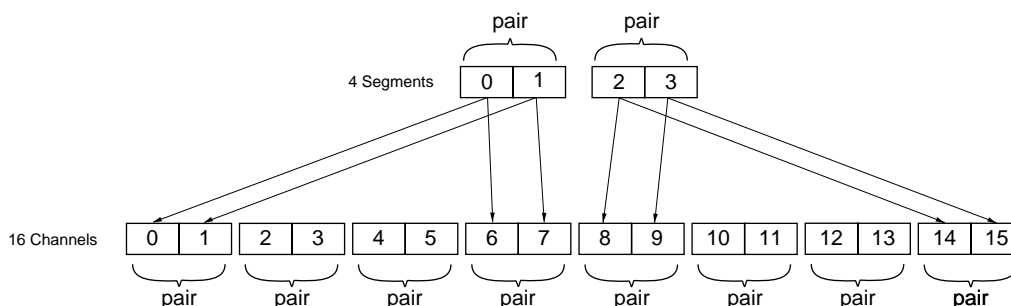 pair pair
4 Segments 0 1 2 3
16 Channels 0 1 2 3 4 5 6 7 8 9 10 11 12 13 14 15
pair pair pair pair pair pair pair pair